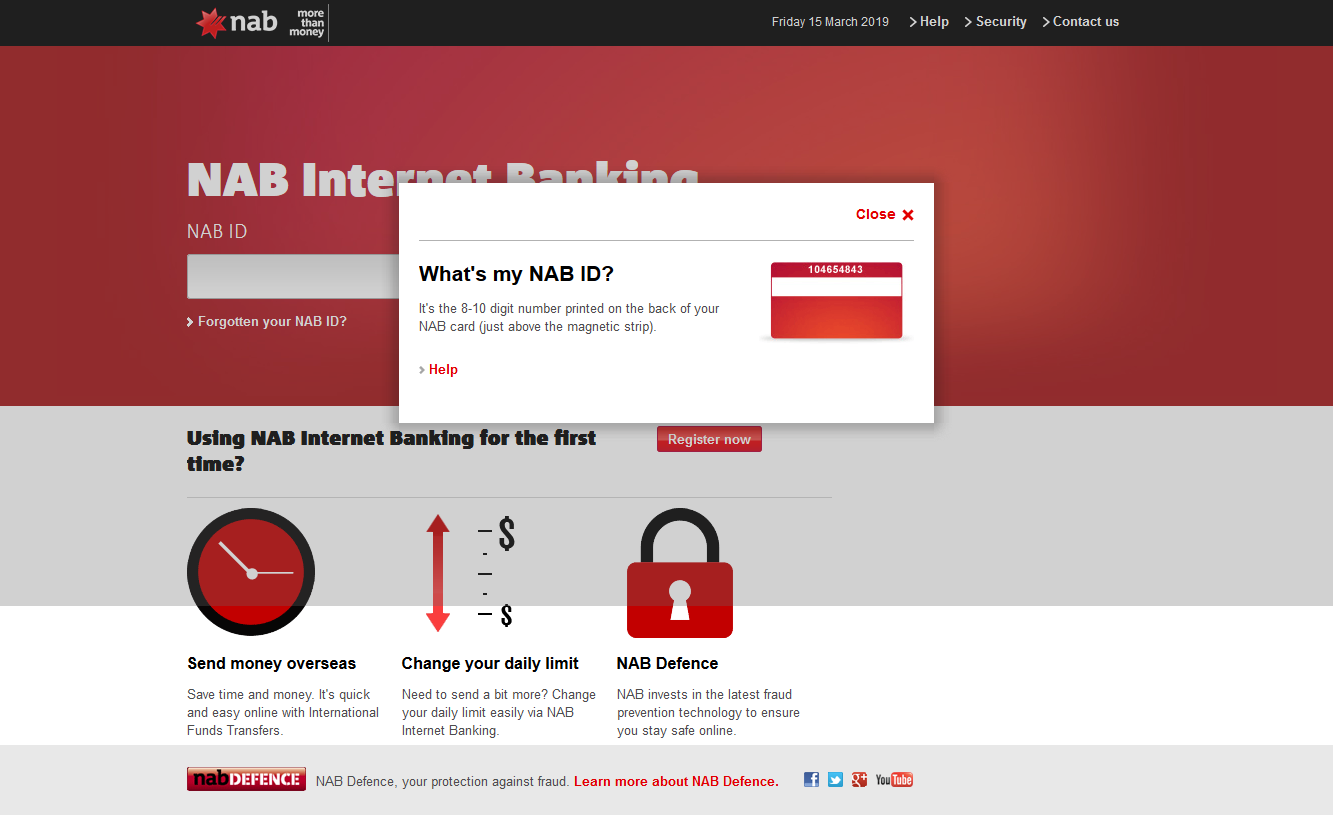 nab
more
than
money
Friday 15 March 2019
Help
Security
Contact us
NAB Internet Banking
NAB ID
Forgotten your NAB ID?
Close
What's my NAB ID?
It's the 8-10 digit number printed on the back of your
NAB card (just above the magnetic strip).
Help
104654843
Using NAB Internet Banking for the first
time?
Register now
$
$
Send money overseas
Save time and money. It's quick
and easy online with International
Funds Transfers.
Change your daily limit
Need to send a bit more? Change
your daily limit easily via NAB
Internet Banking.
NAB Defence
NAB invests in the latest fraud
prevention technology to ensure
you stay safe online.
nabDEFENCE
NAB Defence, your protection against fraud. Learn more about NAB Defence.
f
g+
YouTube